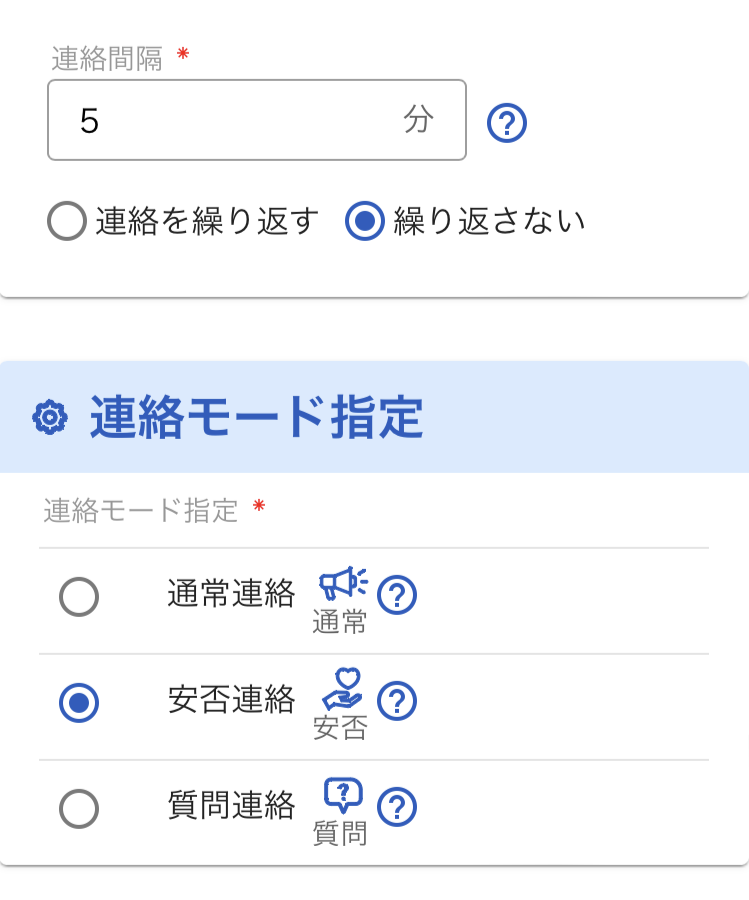 連絡間隔 *
5 分
連絡を繰り返す 繰り返さない
連絡モード指定
連絡モード指定 *
通常連絡
通常
安否連絡
安否
質問連絡
質問